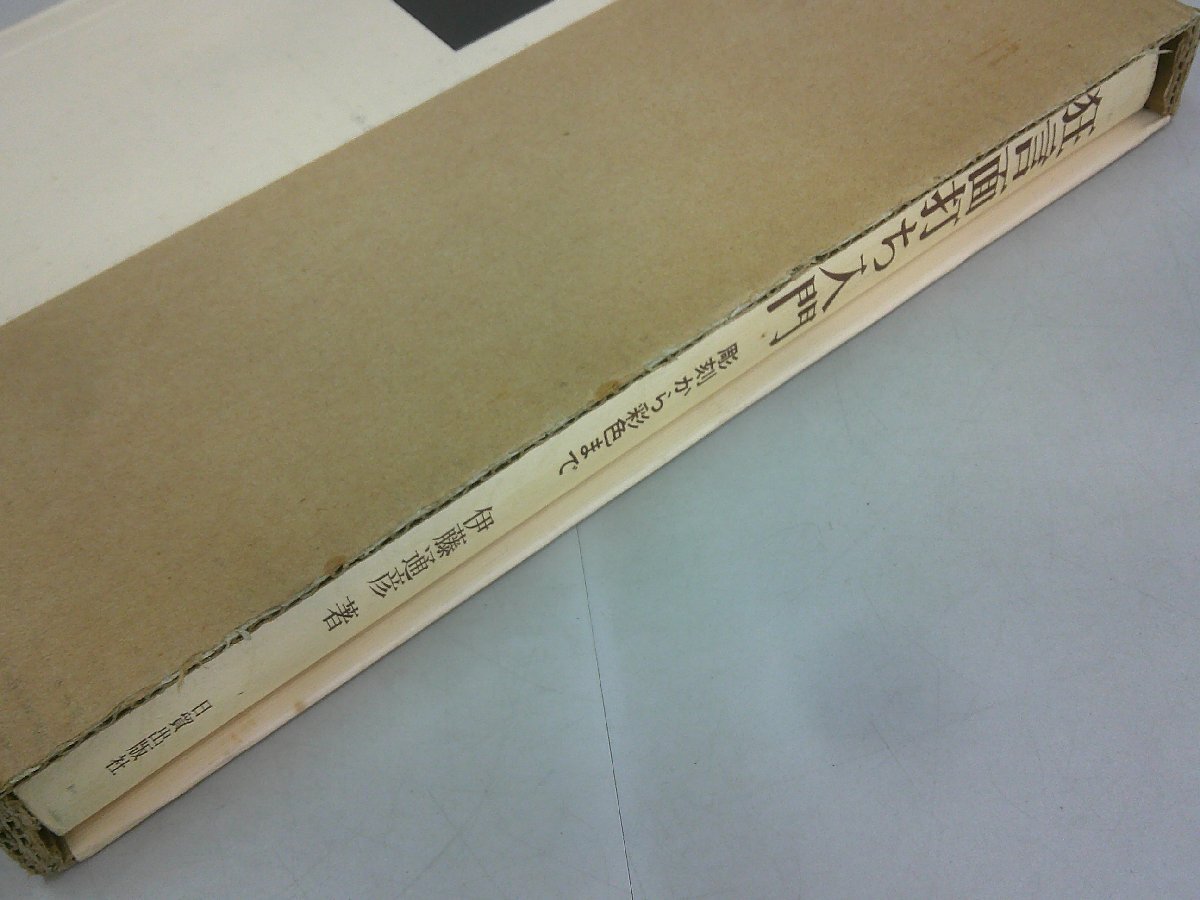 狂言面打ち入門
彫刻から彩色まで
伊藤通彦 著
日貿出版社